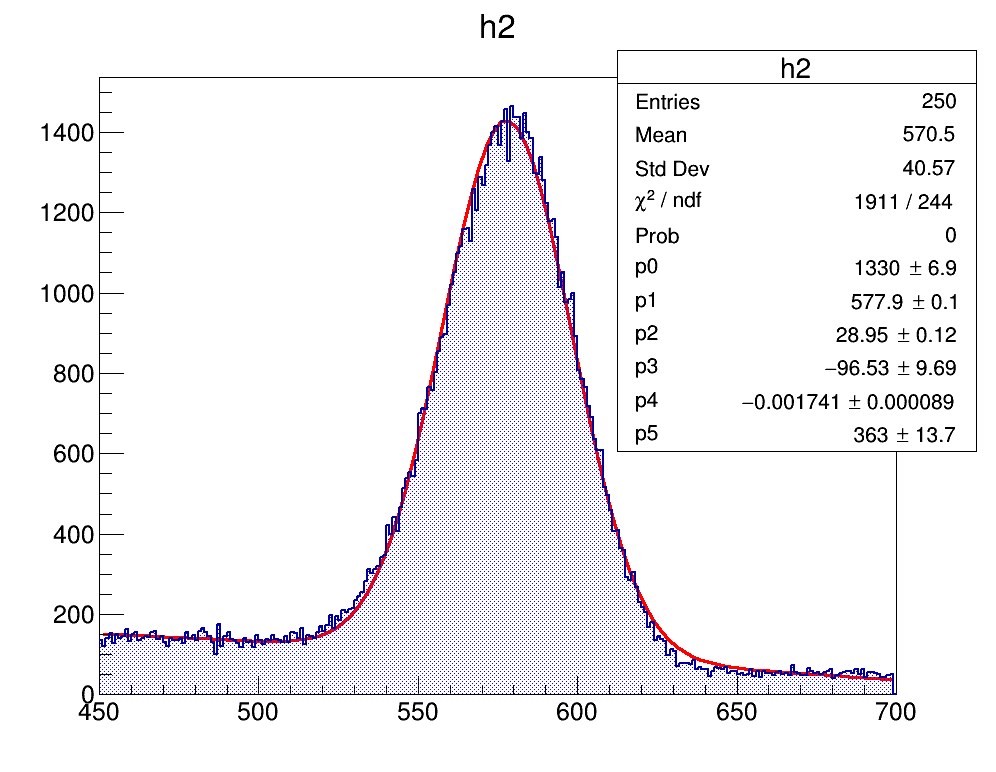 h2
h2
Entries 250
Mean 570.5
Std Dev 40.57
χ² / ndf 1911 / 244
Prob 0
p0 1330 ± 6.9
p1 577.9 ± 0.1
p2 28.95 ± 0.12
p3 −96.53 ± 9.69
p4 −0.001741 ± 0.000089
p5 363 ± 13.7
1400
1200
1000
800
600
400
200
0
450 500 550 600 650 700